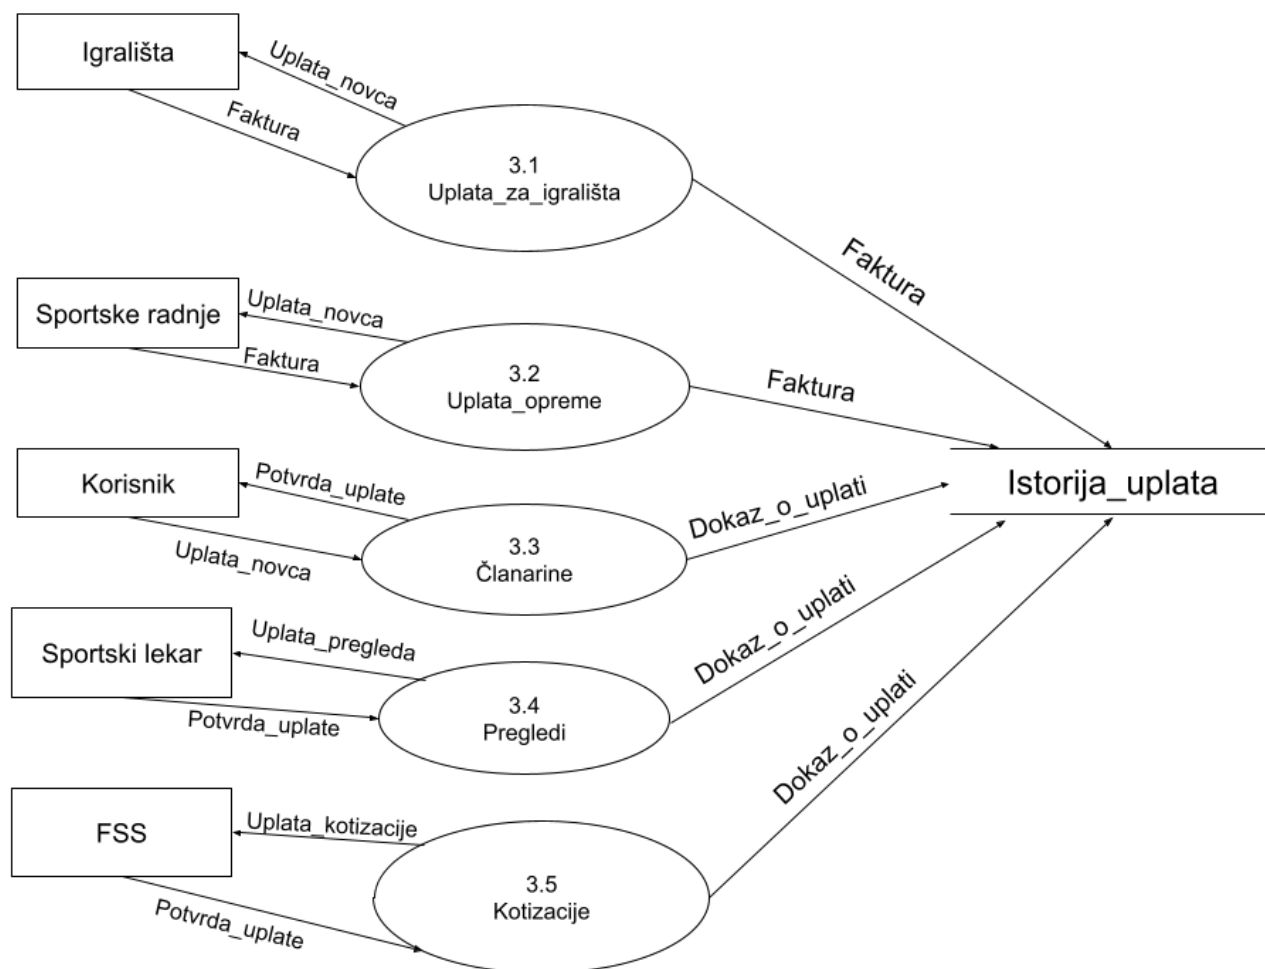 Igrališta
Uplata_novca
Faktura
3.1
Uplata_za_igrališta
Faktura
Sportske radnje
Uplata_novca
Faktura
3.2
Uplata_opreme
Faktura
Korisnik
Potvrda_uplate
Uplata_novca
3.3
Članarine
Dokaz_o_uplati
Istorija_uplata
Sportski lekar
Uplata_pregleda
Potvrda_uplate
3.4
Pregledi
Dokaz_o_uplati
FSS
Uplata_kotizacije
Potvrda_uplate
3.5
Kotizacije
Dokaz_o_uplati